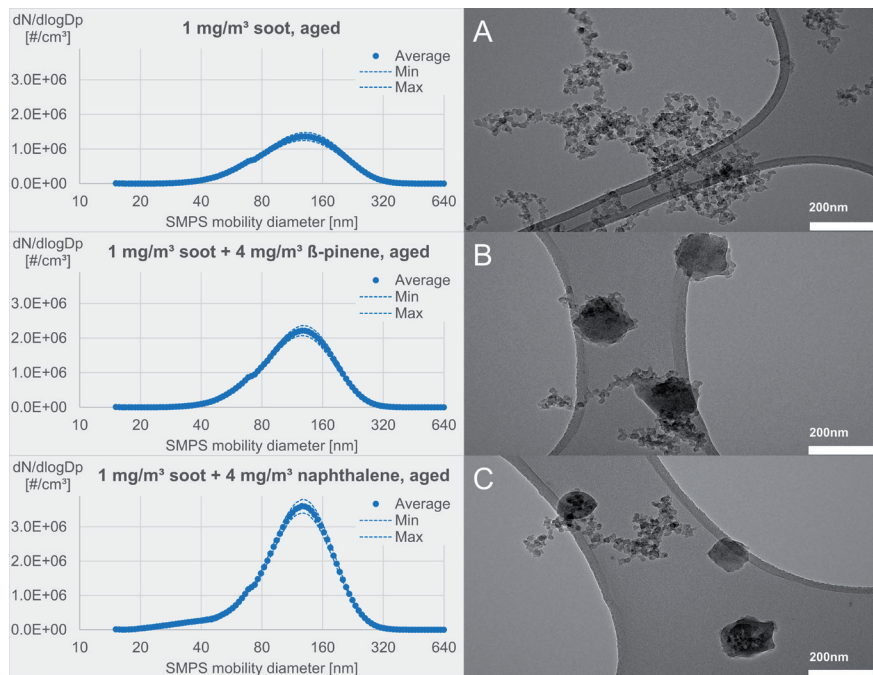 dN/dlogDp
[#/cm³]
1 mg/m³ soot, aged
Average
Min
Max
3.0E+06
2.0E+06
1.0E+06
0.0E+00
10 20 40 80 160 320 640
SMPS mobility diameter [nm]
A
200nm
dN/dlogDp
[#/cm³]
1 mg/m³ soot + 4 mg/m³ ß-pinene, aged
Average
Min
Max
3.0E+06
2.0E+06
1.0E+06
0.0E+00
10 20 40 80 160 320 640
SMPS mobility diameter [nm]
B
200nm
dN/dlogDp
[#/cm³]
1 mg/m³ soot + 4 mg/m³ naphthalene, aged
Average
Min
Max
3.0E+06
2.0E+06
1.0E+06
0.0E+00
10 20 40 80 160 320 640
SMPS mobility diameter [nm]
C
200nm